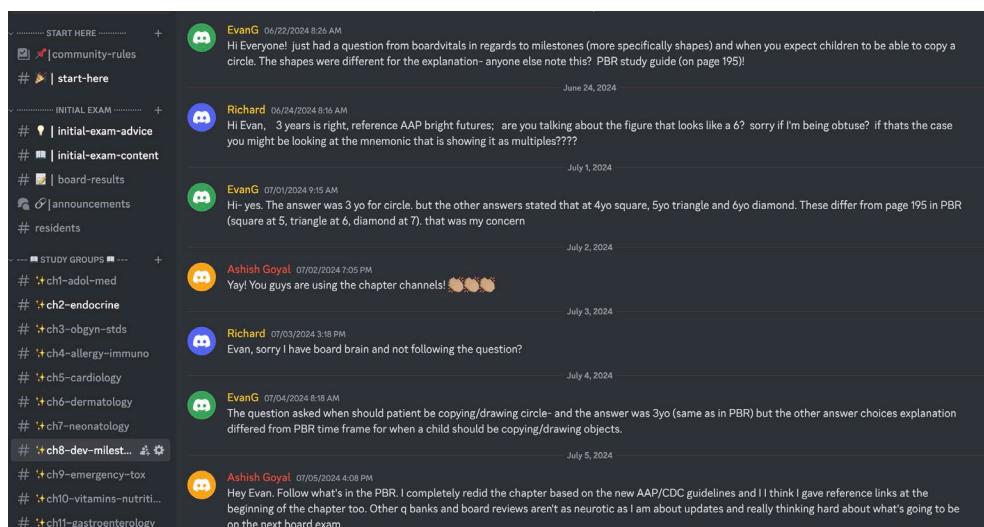 START HERE
|community-rules
# | start-here
INITIAL EXAM
# | initial-exam-advice
# | initial-exam-content
# | board-results
|announcements
# residents
--- STUDY GROUPS ---
# ch1-adol-med
# ch2-endocrine
# ch3-obgyn-stds
# ch4-allergy-immuno
# ch5-cardiology
# ch6-dermatology
# ch7-neonatology
# ch8-dev-milest...
# ch9-emergency-tox
# ch10-vitamins-nutriti...
# ch11-gastroenterology
EvanG 06/22/2024 8:26 AM
Hi Everyone! just had a question from boardvitals in regards to milestones (more specifically shapes) and when you expect children to be able to copy a
circle. The shapes were different for the explanation- anyone else note this? PBR study guide (on page 195)!
June 24, 2024
Richard 06/24/2024 8:16 AM
Hi Evan, 3 years is right, reference AAP bright futures; are you talking about the figure that looks like a 6? sorry if I'm being obtuse? if thats the case
you might be looking at the mnemonic that is showing it as multiples????
July 1, 2024
EvanG 07/01/2024 9:15 AM
Hi- yes. The answer was 3 yo for circle. but the other answers stated that at 4yo square, 5yo triangle and 6yo diamond. These differ from page 195 in PBR
(square at 5, triangle at 6, diamond at 7). that was my concern
July 2, 2024
Ashish Goyal 07/02/2024 7:05 PM
Yay! You guys are using the chapter channels!
July 3, 2024
Richard 07/03/2024 3:18 PM
Evan, sorry I have board brain and not following the question?
July 4, 2024
EvanG 07/04/2024 8:18 AM
The question asked when should patient be copying/drawing circle- and the answer was 3yo (same as in PBR) but the other answer choices explanation
differed from PBR time frame for when a child should be copying/drawing objects.
July 5, 2024
Ashish Goyal 07/05/2024 4:08 PM
Hey Evan. Follow what's in the PBR. I completely redid the chapter based on the new AAP/CDC guidelines and I I think I gave reference links at the
beginning of the chapter too. Other q banks and board reviews aren't as neurotic as I am about updates and really thinking hard about what's going to be
on the next board exam